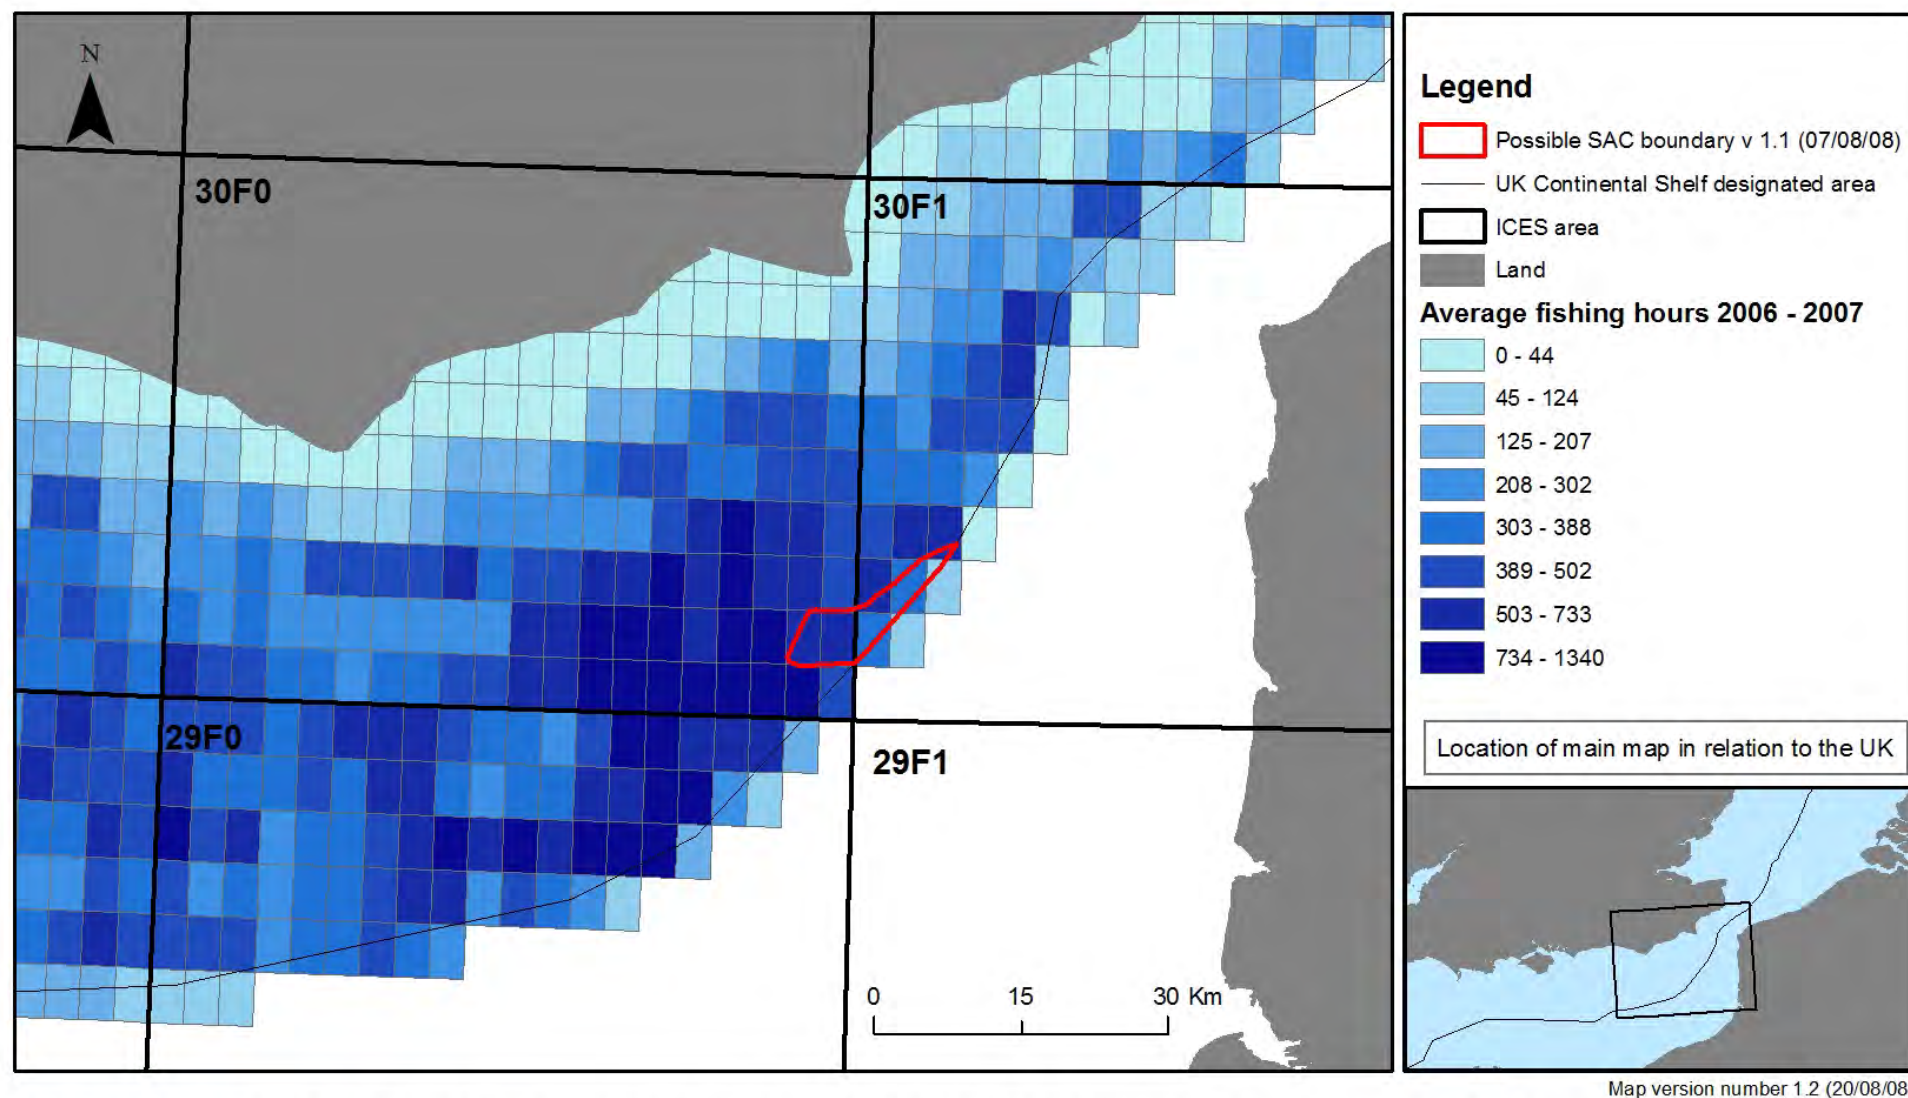 N
30F0
30F1
29F0
29F1
0 15 30 Km
Legend
Possible SAC boundary v 1.1 (07/08/08)
UK Continental Shelf designated area
ICES area
Land
Average fishing hours 2006 - 2007
0 - 44
45 - 124
125 - 207
208 - 302
303 - 388
389 - 502
503 - 733
734 - 1340
Location of main map in relation to the UK
Map version number 1.2 (20/08/08